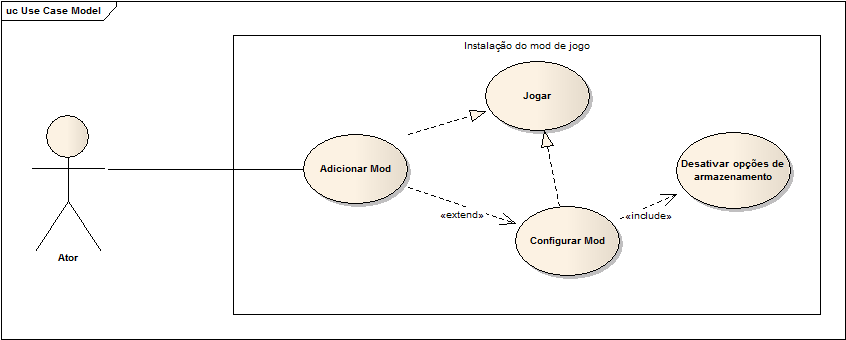 uc Use Case Model
Instalação do mod de jogo
Jogar
Adicionar Mod
Desativar opções de
armazenamento
«extend»
«include»
Configurar Mod
Ator